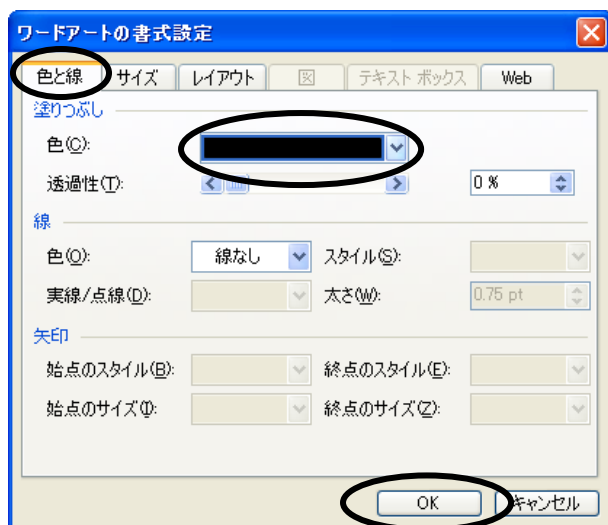 ワードアートの書式設定
色と線 サイズ レイアウト 図 テキスト ボックス Web
塗りつぶし
色(C):
透過性(T): 0 %
線
色(O): 線なし スタイル(S):
実線/点線(D): 太さ(W): 0.75 pt
矢印
始点のスタイル(B): 終点のスタイル(E):
始点のサイズ(I): 終点のサイズ(Z):
OK キャンセル